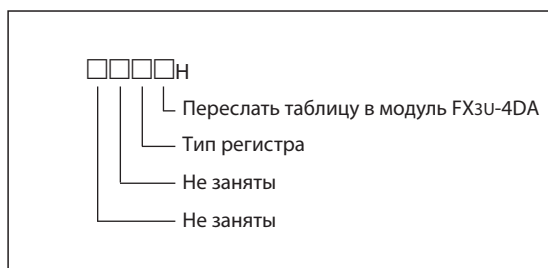 □□□□H
Переслать таблицу в модуль FX3U-4DA
Тип регистра
Не заняты
Не заняты